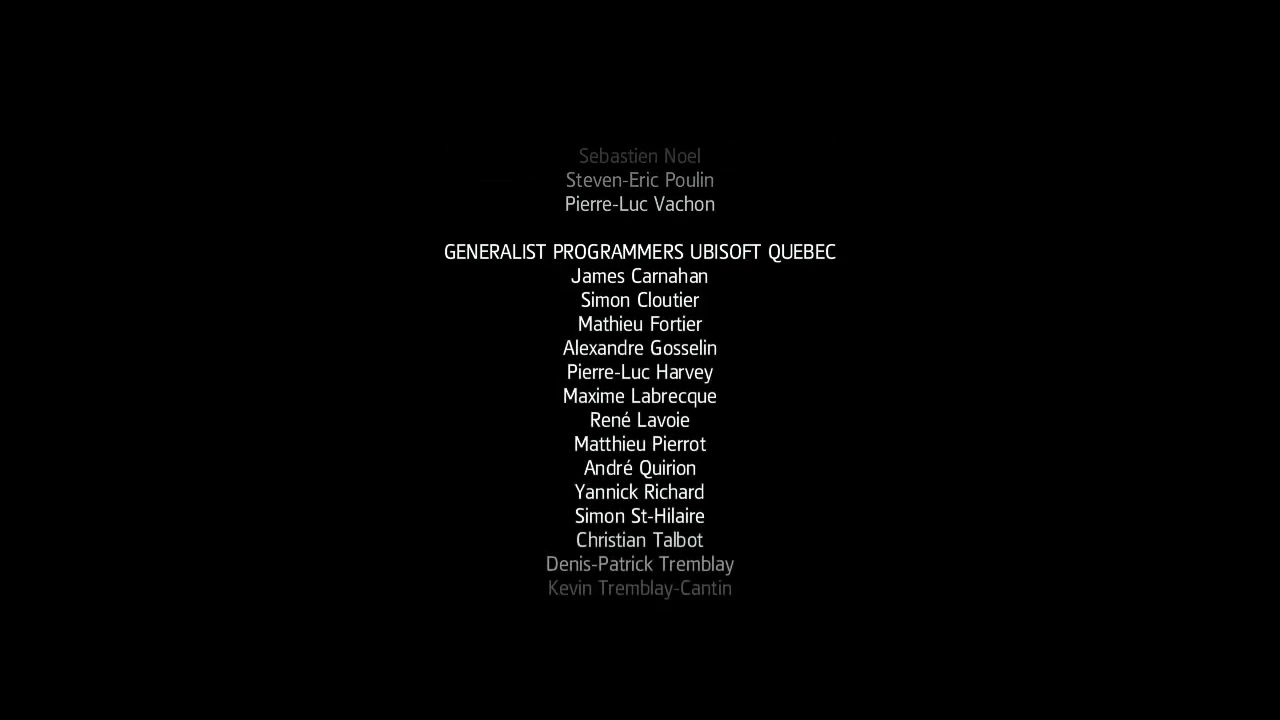 Sebastien Noel
Steven-Eric Poulin
Pierre-Luc Vachon
GENERALIST PROGRAMMERS UBISOFT QUEBEC
James Carnahan
Simon Cloutier
Mathieu Fortier
Alexandre Gosselin
Pierre-Luc Harvey
Maxime Labrecque
René Lavoie
Matthieu Pierrot
André Quirion
Yannick Richard
Simon St-Hilaire
Christian Talbot
Denis-Patrick Tremblay
Kevin Tremblay-Cantin